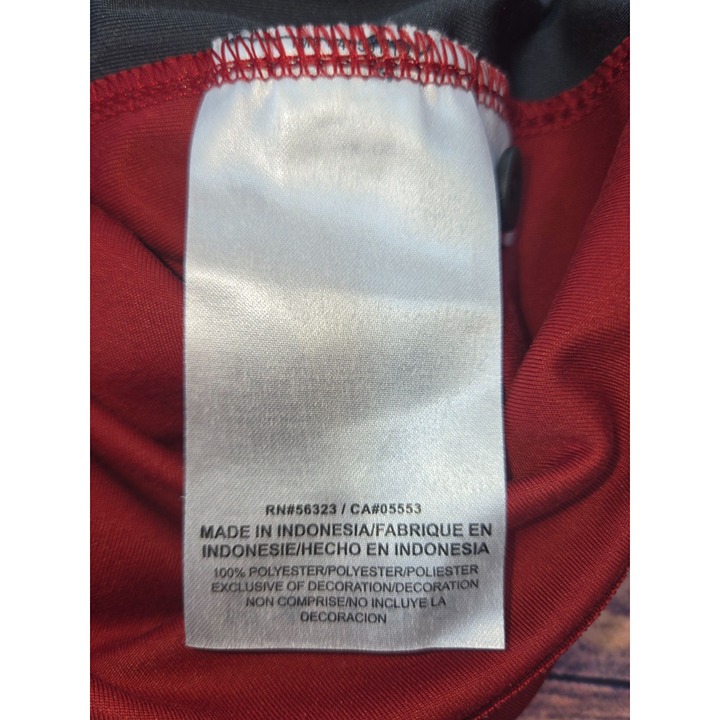 RN#56323 / CA#05553
MADE IN INDONESIA/FABRIQUE EN
INDONESIE/HECHO EN INDONESIA
100% POLYESTER/POLYESTER/POLIESTER
EXCLUSIVE OF DECORATION/DECORATION
NON COMPRISE/NO INCLUYE LA
DECORACION